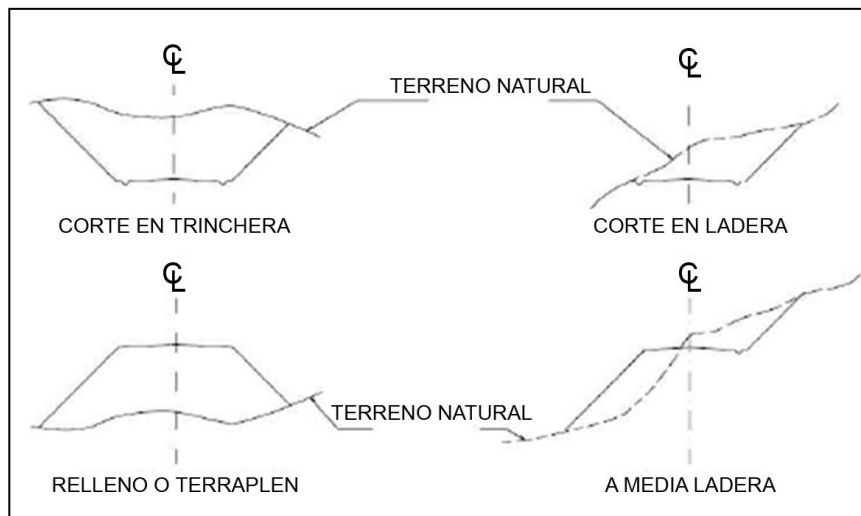 ℄
℄
TERRENO NATURAL
CORTE EN TRINCHERA
CORTE EN LADERA
℄
℄
TERRENO NATURAL
RELLENO O TERRAPLEN
A MEDIA LADERA